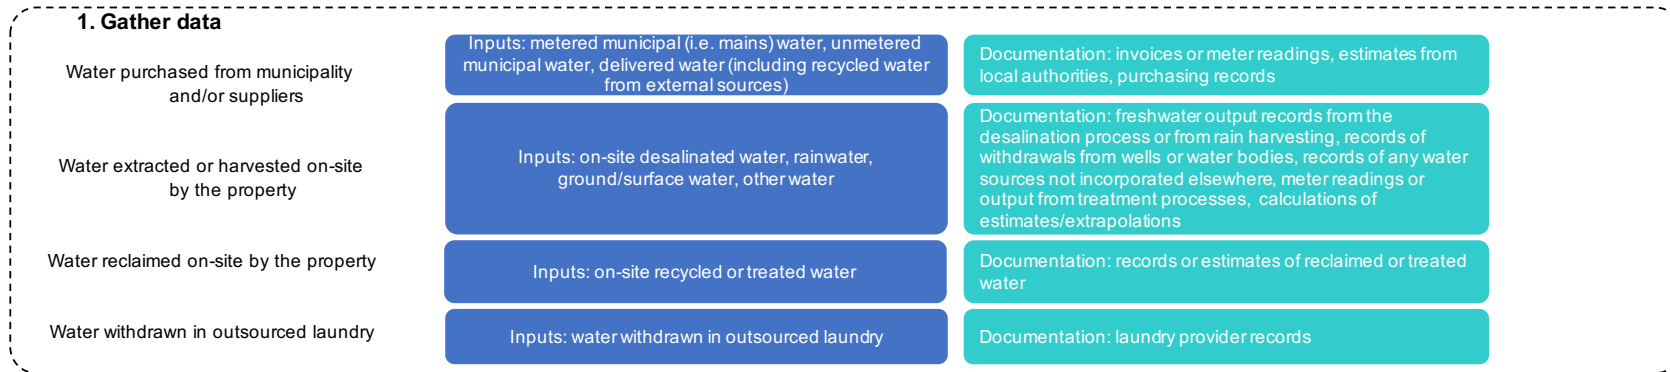 1. Gather data
Water purchased from municipality
and/or suppliers
Inputs: metered municipal (i.e. mains) water, unmetered
municipal water, delivered water (including recycled water
from external sources)
Documentation: invoices or meter readings, estimates from
local authorities, purchasing records
Water extracted or harvested on-site
by the property
Inputs: on-site desalinated water, rainwater,
ground/surface water, other water
Documentation: freshwater output records from the
desalination process or from rain harvesting, records of
withdrawals from wells or water bodies, records of any water
sources not incorporated elsewhere, meter readings or
output from treatment processes, calculations of
estimates/extrapolations
Water reclaimed on-site by the property
Inputs: on-site recycled or treated water
Documentation: records or estimates of reclaimed or treated
water
Water withdrawn in outsourced laundry
Inputs: water withdrawn in outsourced laundry
Documentation: laundry provider records